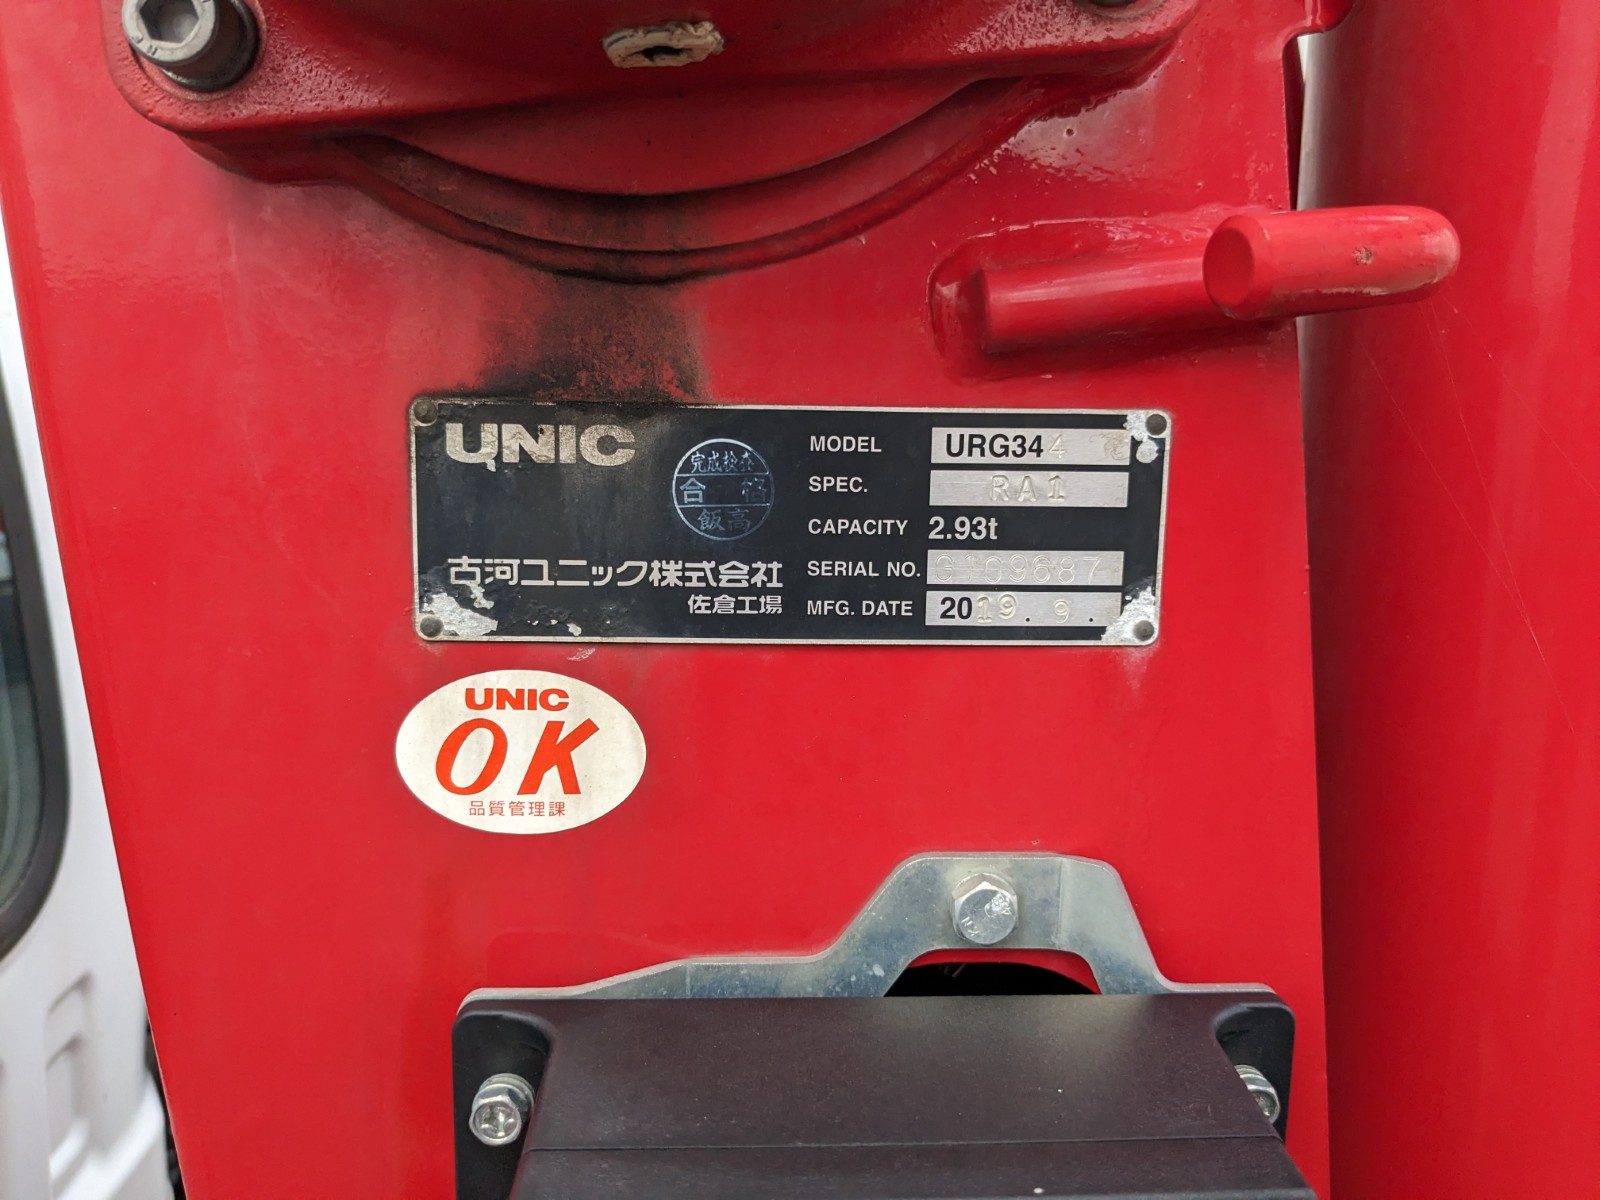 UNIC
完成検査
合格
飯高
古河ユニック株式会社
佐倉工場
MODEL URG344
SPEC. RA1
CAPACITY 2.93t
SERIAL NO.
MFG. DATE 2019. 9.
UNIC
OK
品質管理課